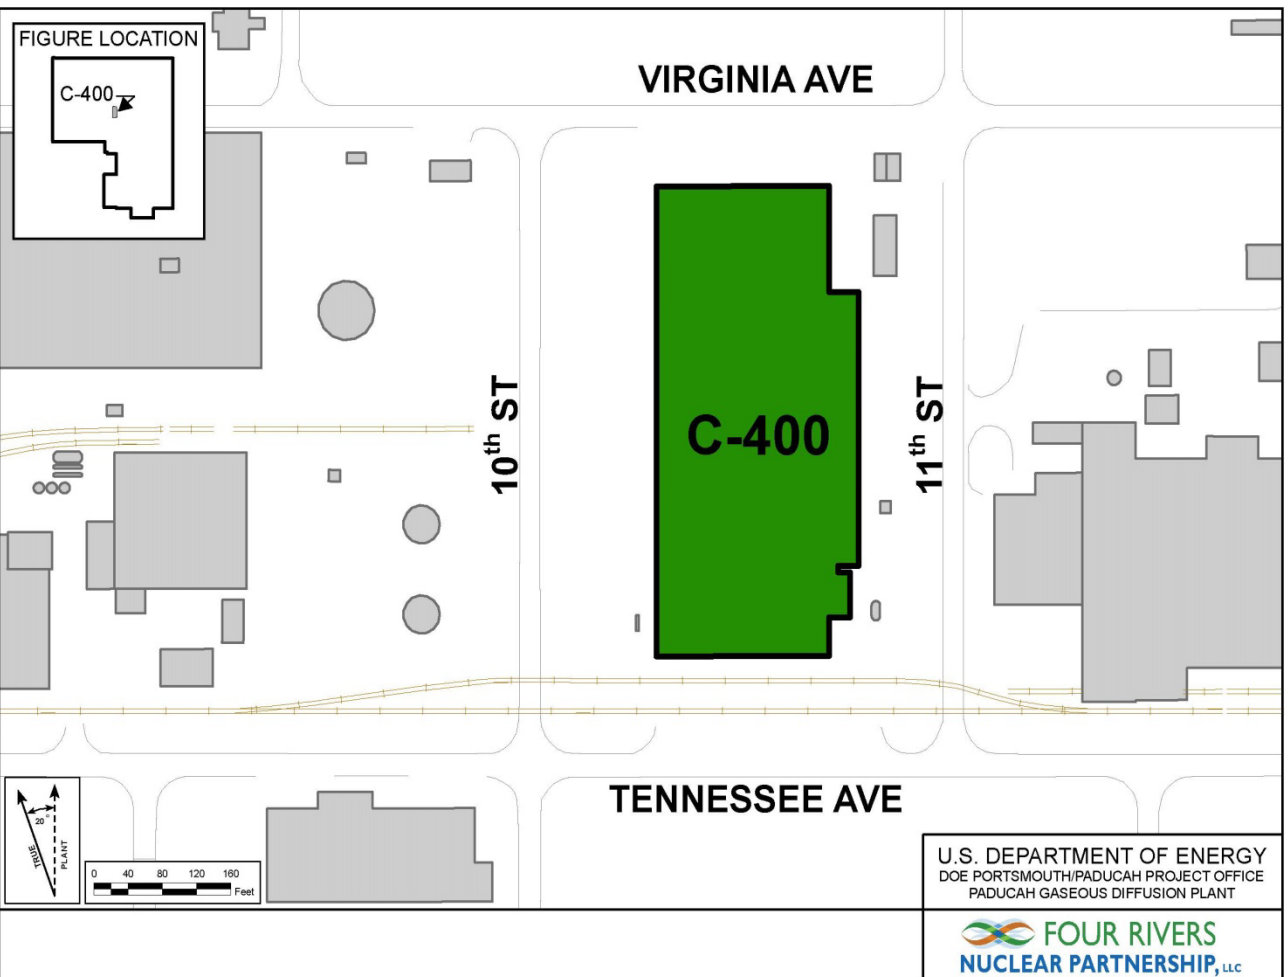 FIGURE LOCATION
C-400
VIRGINIA AVE
10th ST
C-400
11th ST
TENNESSEE AVE
20°
TRUE
PLANT
0 40 80 120 160
Feet
U.S. DEPARTMENT OF ENERGY
DOE PORTSMOUTH/PADUCAH PROJECT OFFICE
PADUCAH GASEOUS DIFFUSION PLANT
FOUR RIVERS
NUCLEAR PARTNERSHIP, LLC